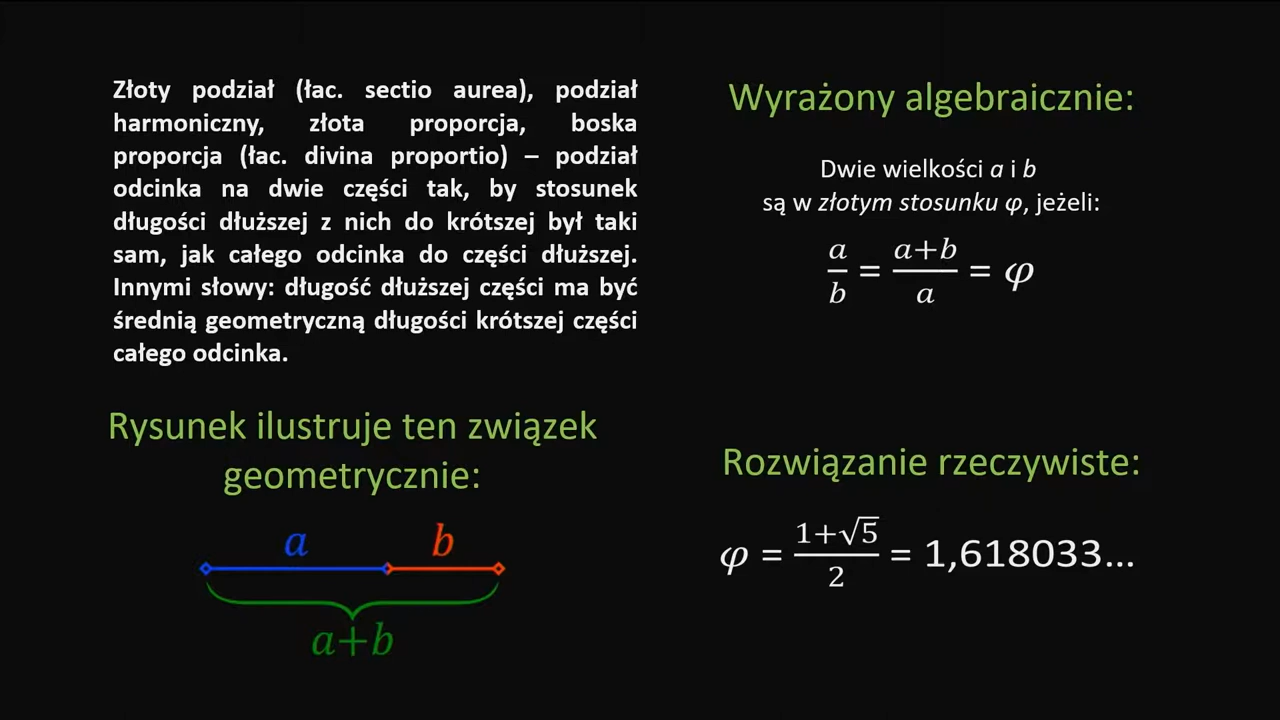 Złoty podział (łac. sectio aurea), podział
harmoniczny, złota proporcja, boska
proporcja (łac. divina proportio) – podział
odcinka na dwie części tak, by stosunek
długości dłuższej z nich do krótszej był taki
sam, jak całego odcinka do części dłuższej.
Innymi słowy: długość dłuższej części ma być
średnią geometryczną długości krótszej części
całego odcinka.
Rysunek ilustruje ten związek
geometrycznie:
a b
a+b
Wyrażony algebraicznie:
Dwie wielkości a i b
są w złotym stosunku φ, jeżeli:
a/b = (a+b)/a = φ
Rozwiązanie rzeczywiste:
φ = (1+√5)/2 = 1,618033...